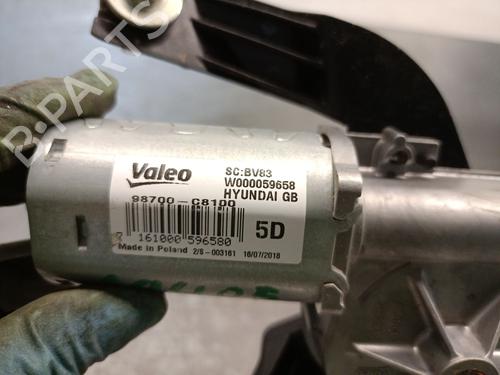 B-PARTS
Valeo
SC:BV83
W000059658
HYUNDAI GB
98700-C8100
161000 596580
5D
Made in Poland 2/S-003161 16/07/2018